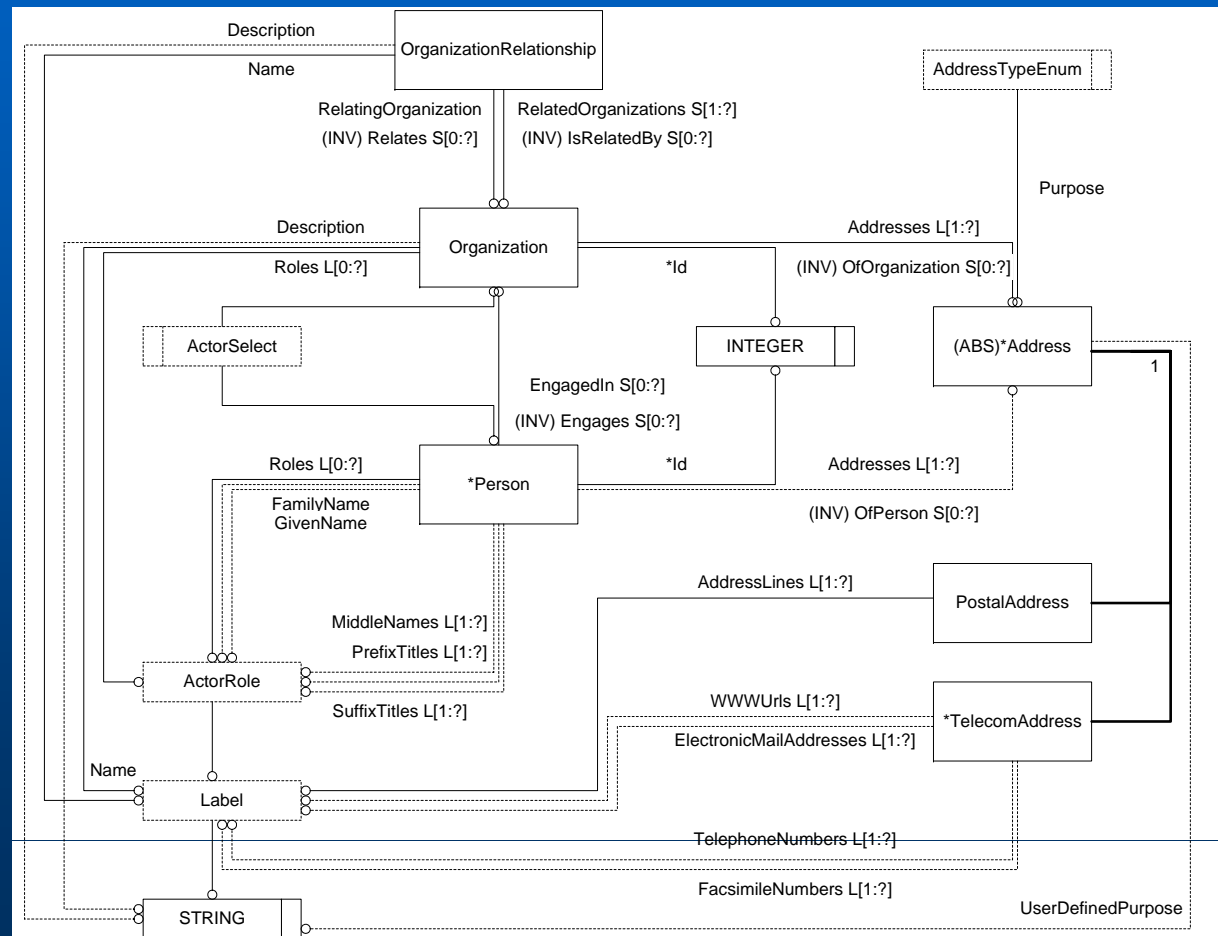 Description
OrganizationRelationship
Name
AddressTypeEnum
RelatingOrganization
RelatedOrganizations S[1:?]
(INV) Relates S[0:?]
(INV) IsRelatedBy S[0:?]
Purpose
Description
Organization
Addresses L[1:?]
Roles L[0:?]
*Id
(INV) OfOrganization S[0:?]
ActorSelect
INTEGER
(ABS)*Address
1
EngagedIn S[0:?]
(INV) Engages S[0:?]
Roles L[0:?]
*Person
*Id
Addresses L[1:?]
FamilyName
GivenName
(INV) OfPerson S[0:?]
AddressLines L[1:?]
PostalAddress
MiddleNames L[1:?]
PrefixTitles L[1:?]
ActorRole
SuffixTitles L[1:?]
WWWUrls L[1:?]
*TelecomAddress
ElectronicMailAddresses L[1:?]
Name
Label
TelephoneNumbers L[1:?]
FacsimileNumbers L[1:?]
STRING
UserDefinedPurpose